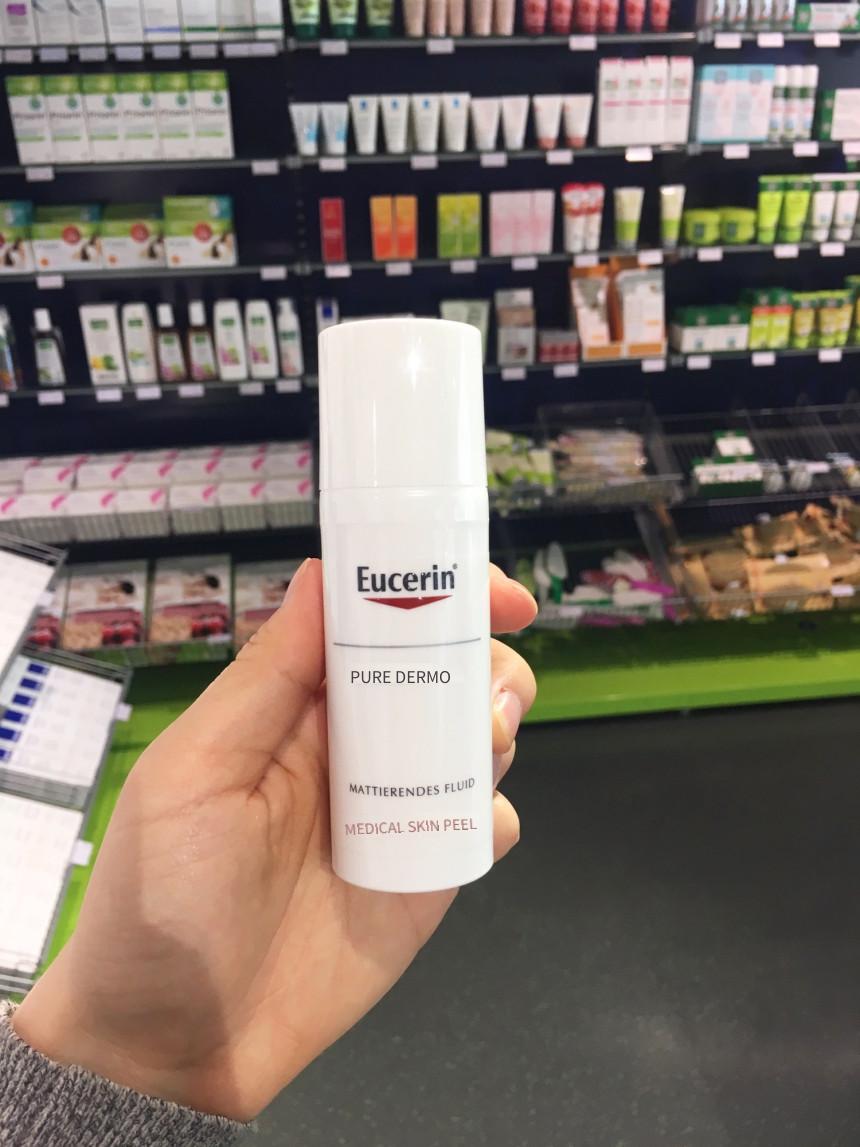 Eucerin®
PURE DERMO
MATTIERENDES FLUID
MEDICAL SKIN PEEL